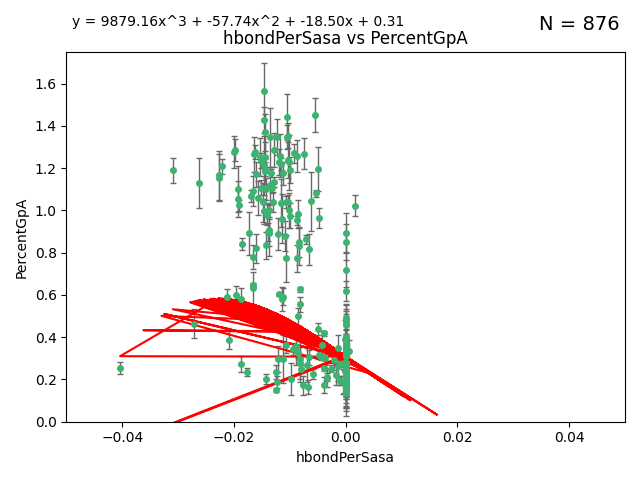 y = 9879.16x^3 + -57.74x^2 + -18.50x + 0.31
N = 876
hbondPerSasa vs PercentGpA
1.6
1.4
1.2
1.0
0.8
0.6
0.4
0.2
0.0
PercentGpA
−0.04 −0.02 0.00 0.02 0.04
hbondPerSasa